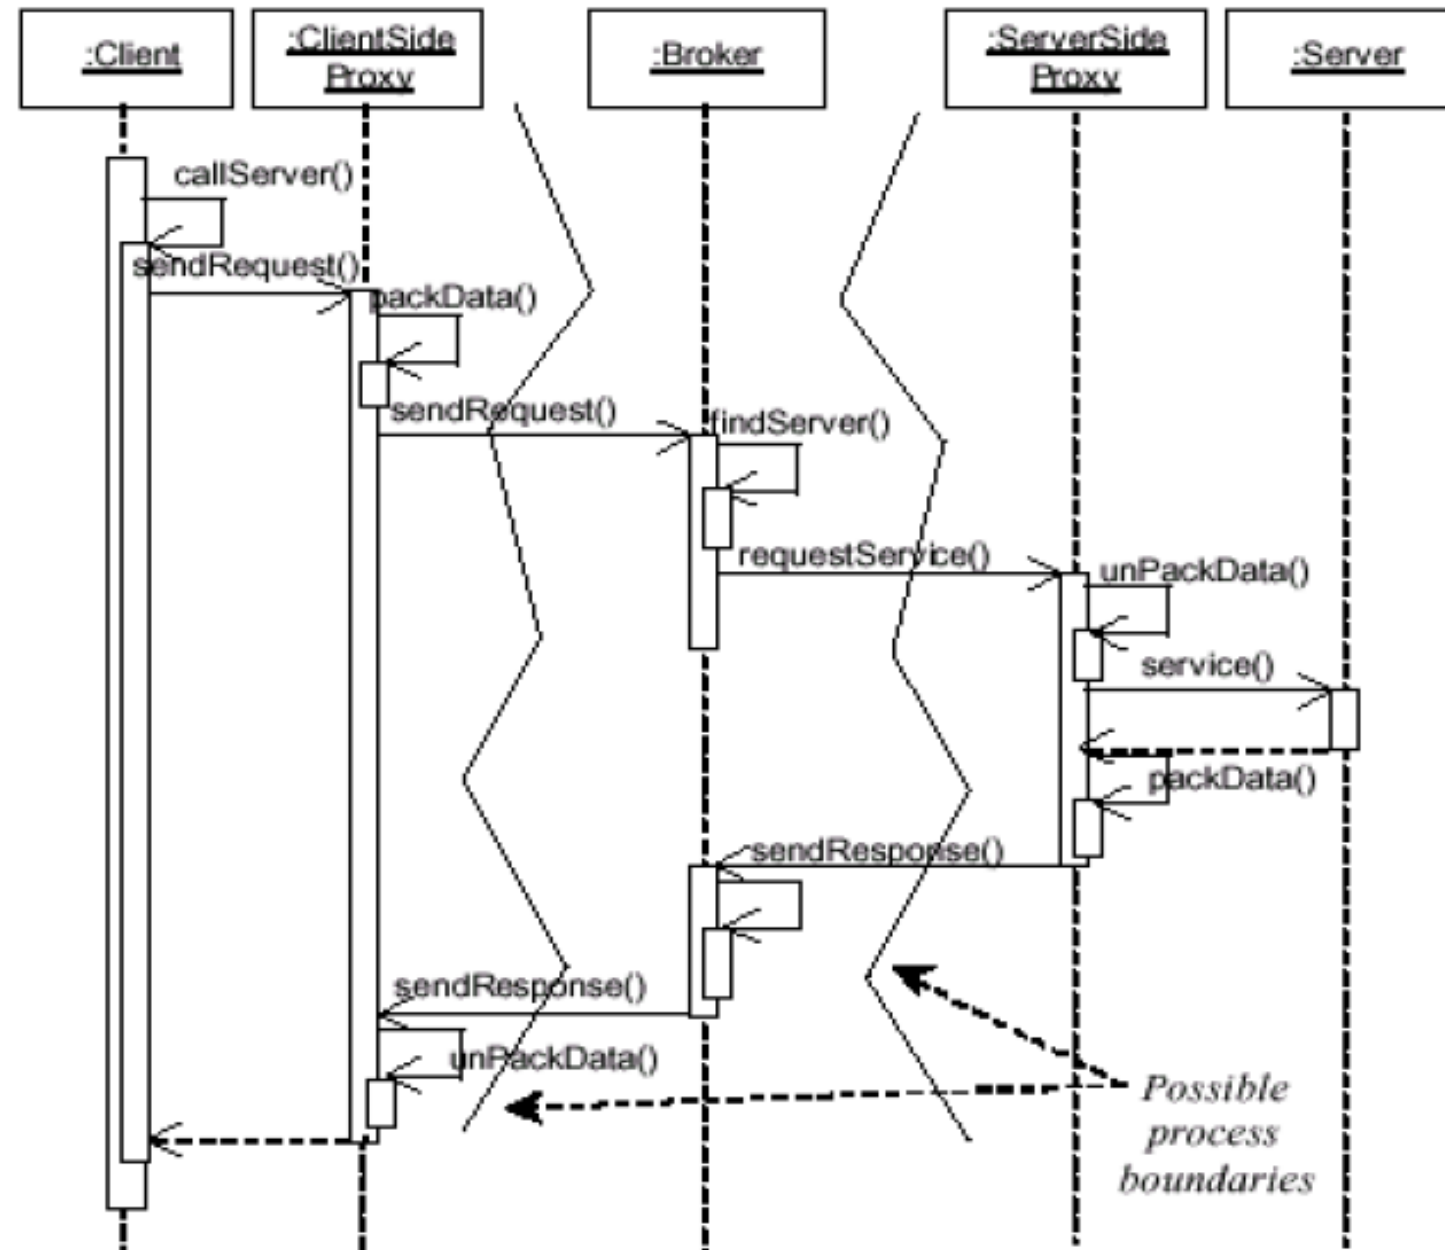 :Client
:ClientSide
Proxy
:Broker
:ServerSide
Proxy
:Server
callServer()
sendRequest()
packData()
sendRequest()
findServer()
requestService()
unPackData()
service()
packData()
sendResponse()
sendResponse()
unPackData()
Possible
process
boundaries